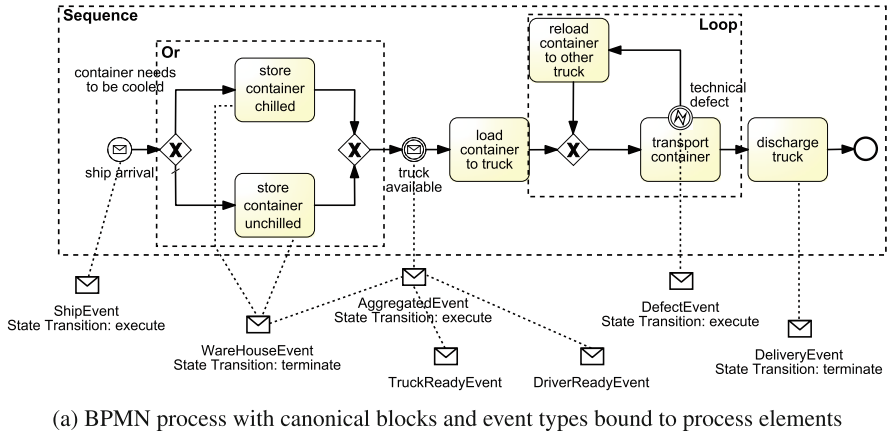 Sequence
Or
Loop
container needs
to be cooled
store
container
chilled
reload
container
to other
truck
technical
defect
X
X
X
ship arrival
truck
available
load
container
to truck
transport
container
discharge
truck
store
container
unchilled
ShipEvent
State Transition: execute
AggregatedEvent
State Transition: execute
DefectEvent
State Transition: execute
WareHouseEvent
State Transition: terminate
DeliveryEvent
State Transition: terminate
TruckReadyEvent
DriverReadyEvent
(a) BPMN process with canonical blocks and event types bound to process elements